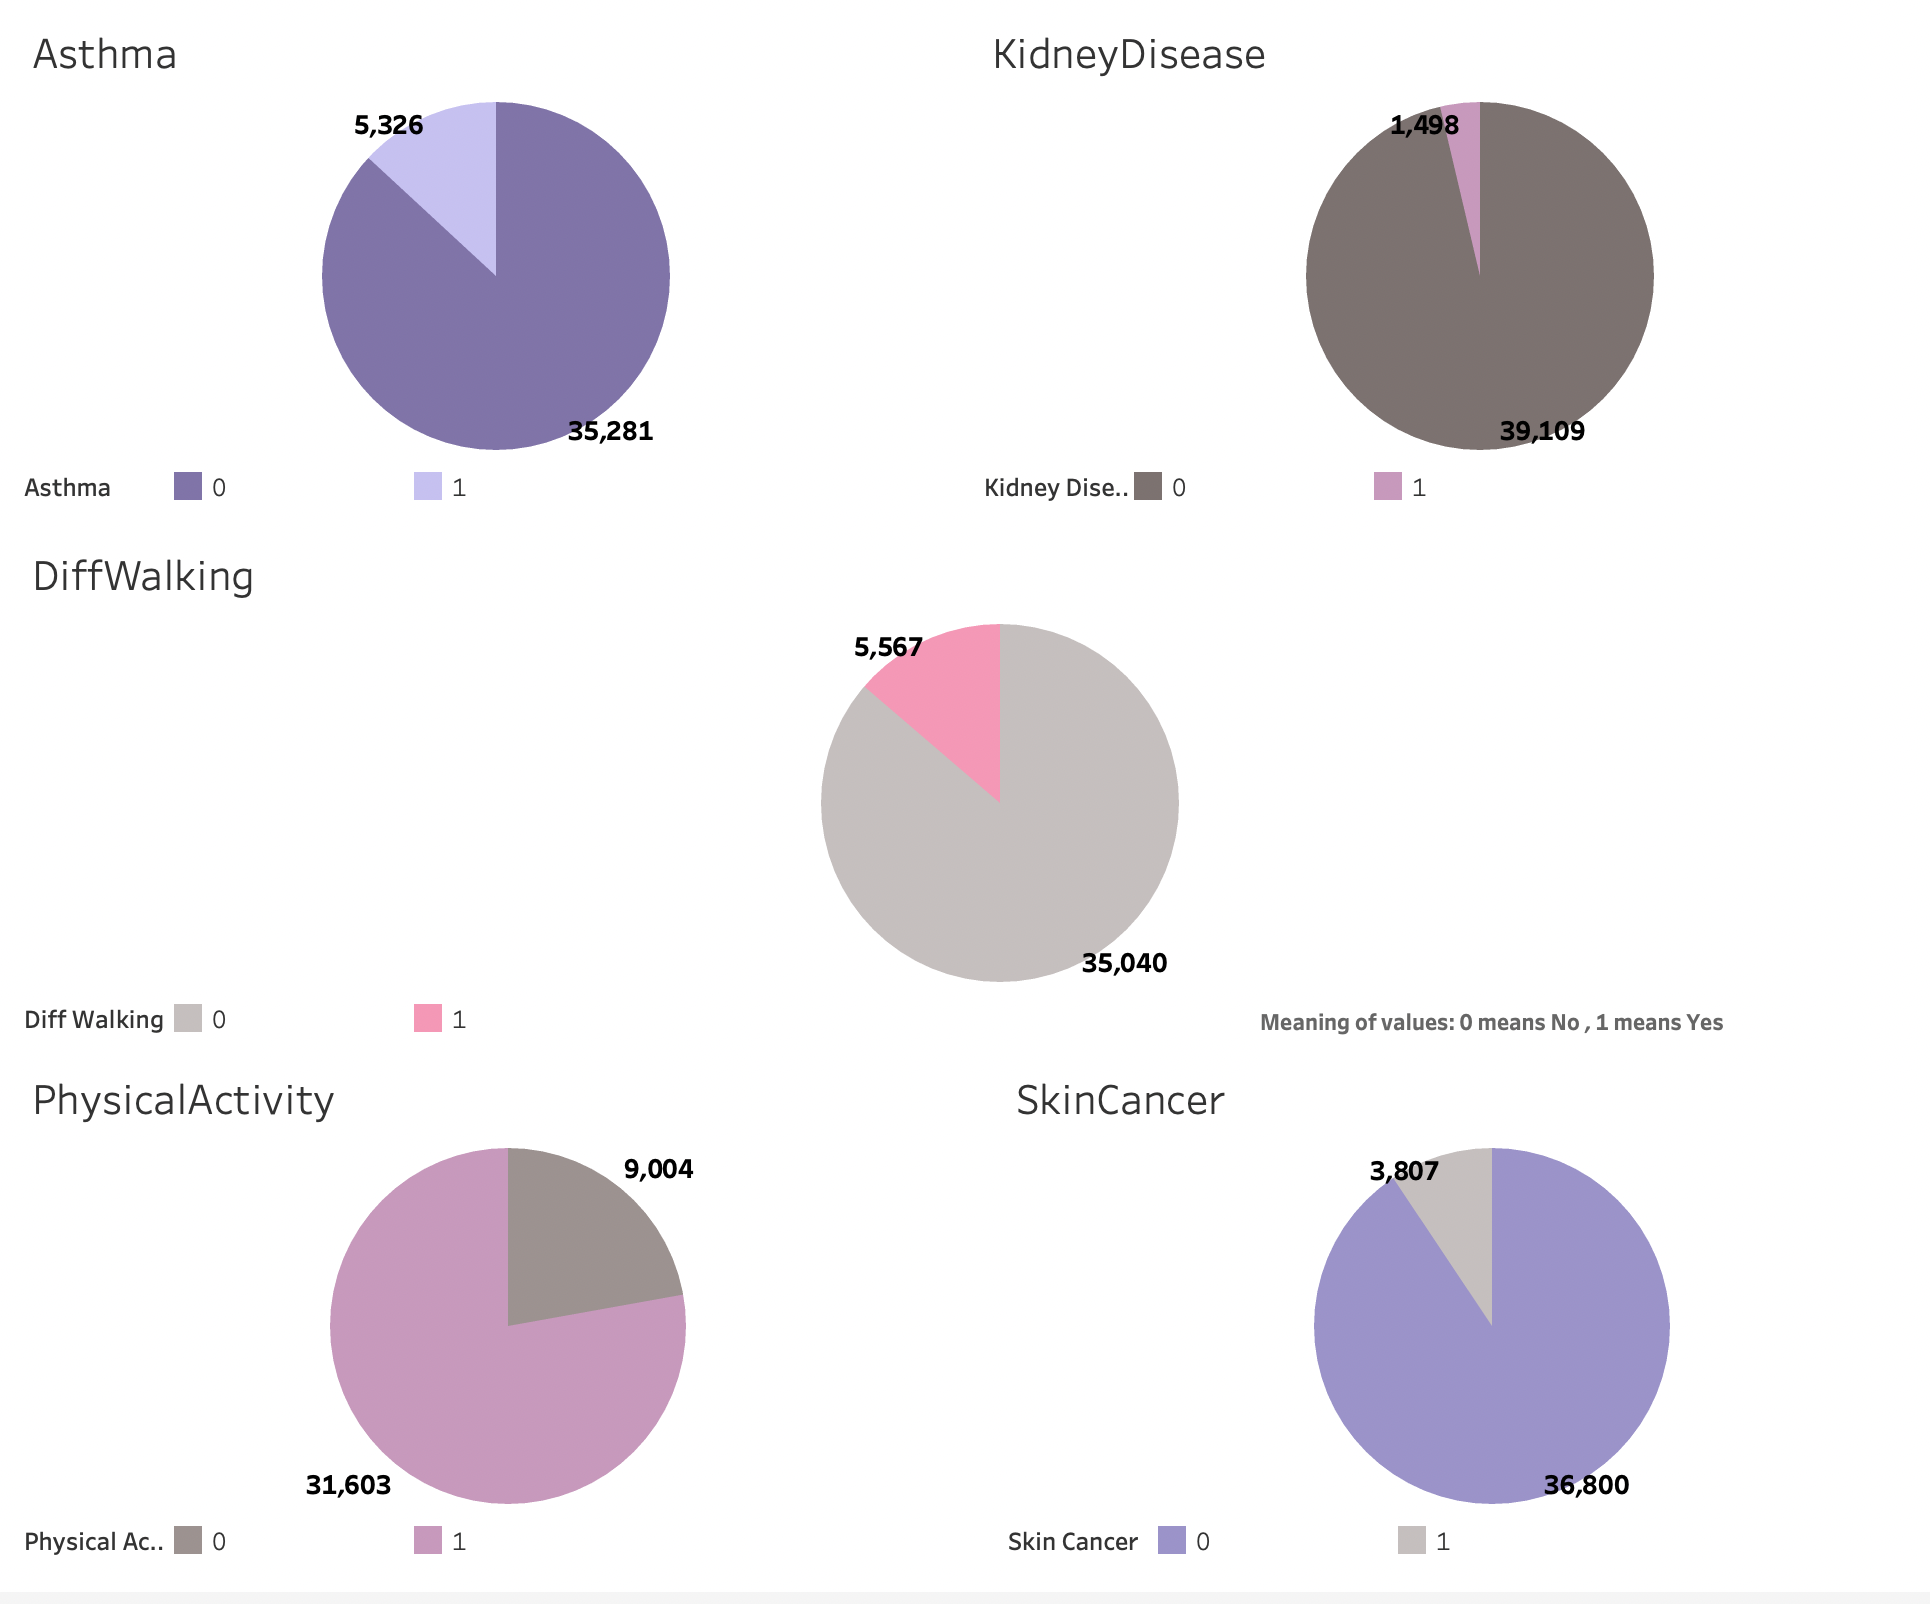 Asthma
5,326
35,281
Asthma 0 1
KidneyDisease
1,498
39,109
Kidney Dise.. 0 1
DiffWalking
5,567
35,040
Diff Walking 0 1
Meaning of values: 0 means No , 1 means Yes
PhysicalActivity
9,004
31,603
Physical Ac.. 0 1
SkinCancer
3,807
36,800
Skin Cancer 0 1